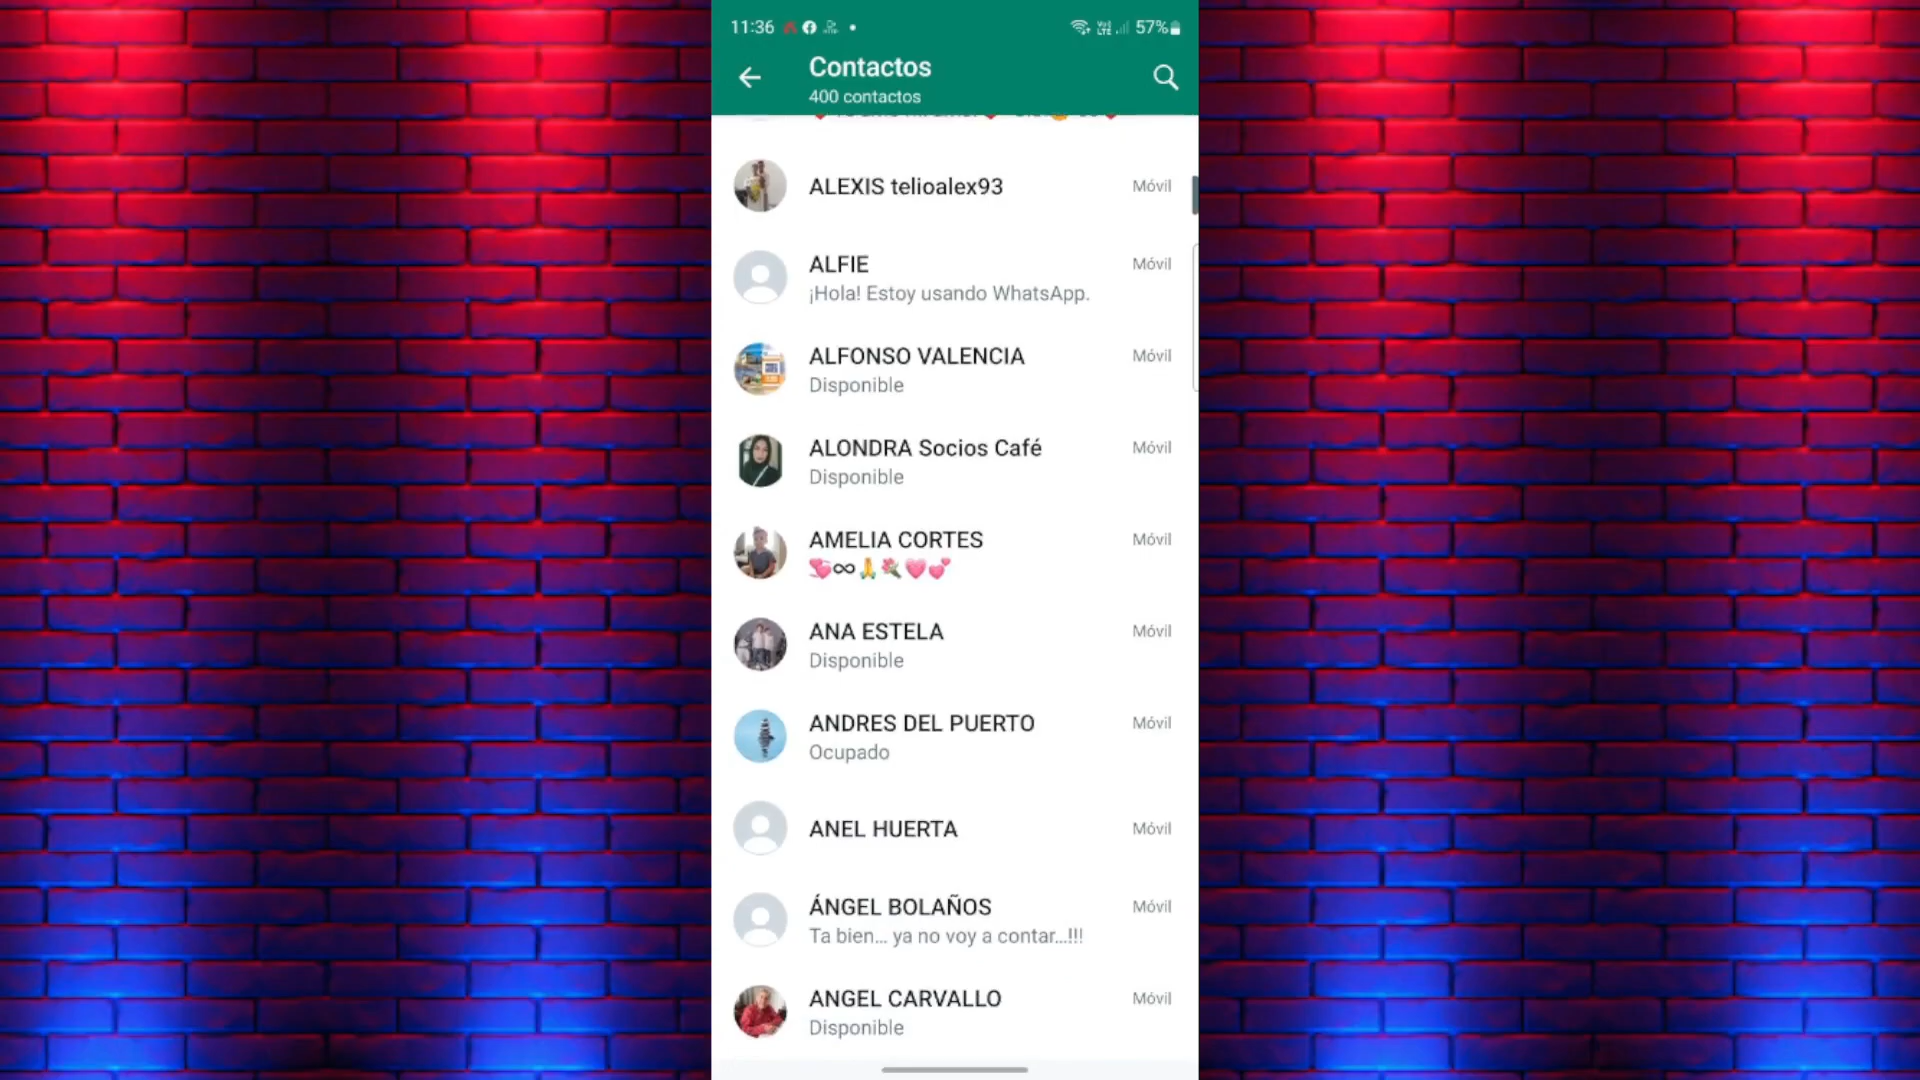 11:36
57%
Contactos
400 contactos
ALEXIS telioalex93
Móvil
ALFIE
Móvil
¡Hola! Estoy usando WhatsApp.
ALFONSO VALENCIA
Móvil
Disponible
ALONDRA Socios Café
Móvil
Disponible
AMELIA CORTES
Móvil
💞∞🙏💐💗💕
ANA ESTELA
Móvil
Disponible
ANDRES DEL PUERTO
Móvil
Ocupado
ANEL HUERTA
Móvil
ÁNGEL BOLAÑOS
Móvil
Ta bien... ya no voy a contar...!!!
ANGEL CARVALLO
Móvil
Disponible